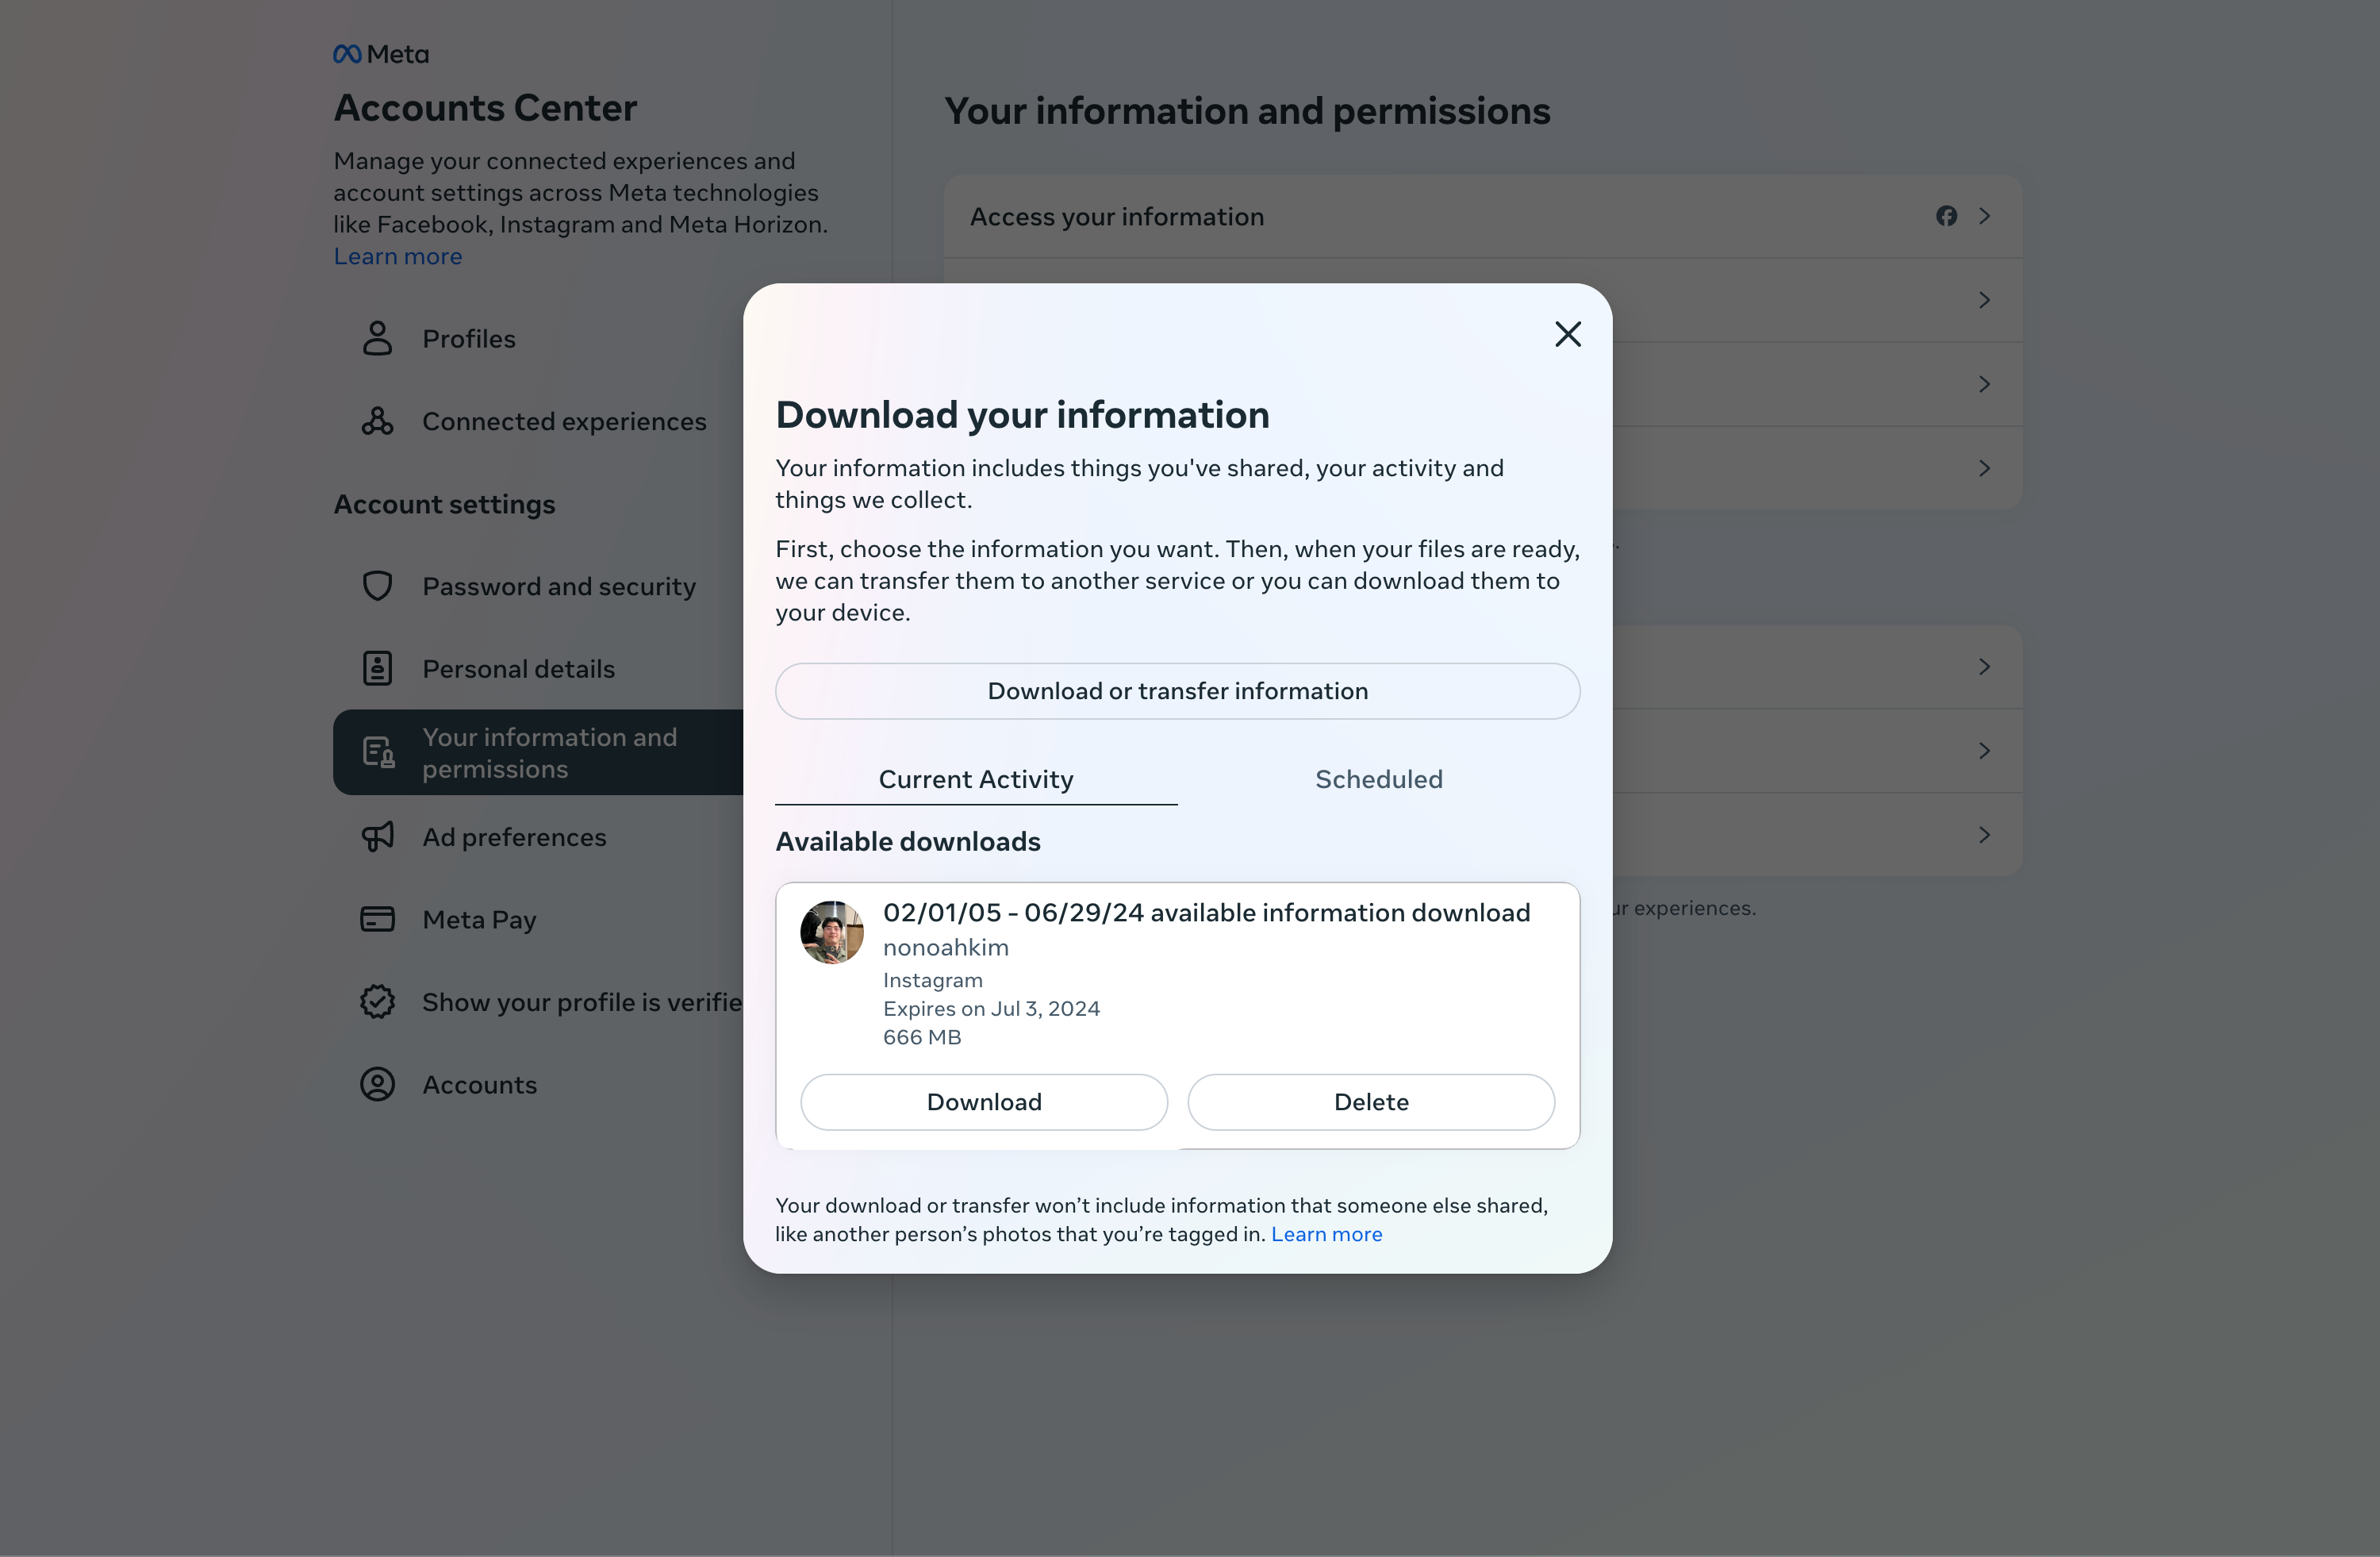 Meta
Accounts Center
Manage your connected experiences and
account settings across Meta technologies
like Facebook, Instagram and Meta Horizon.
Learn more
Profiles
Connected experiences
Account settings
Password and security
Personal details
Your information and
permissions
Ad preferences
Meta Pay
Show your profile is verifie
Accounts
Your information and permissions
Access your information
ur experiences.
Download your information
Your information includes things you've shared, your activity and
things we collect.
First, choose the information you want. Then, when your files are ready,
we can transfer them to another service or you can download them to
your device.
Download or transfer information
Current Activity
Scheduled
Available downloads
02/01/05 - 06/29/24 available information download
nonoahkim
Instagram
Expires on Jul 3, 2024
666 MB
Download
Delete
Your download or transfer won’t include information that someone else shared,
like another person’s photos that you’re tagged in. Learn more